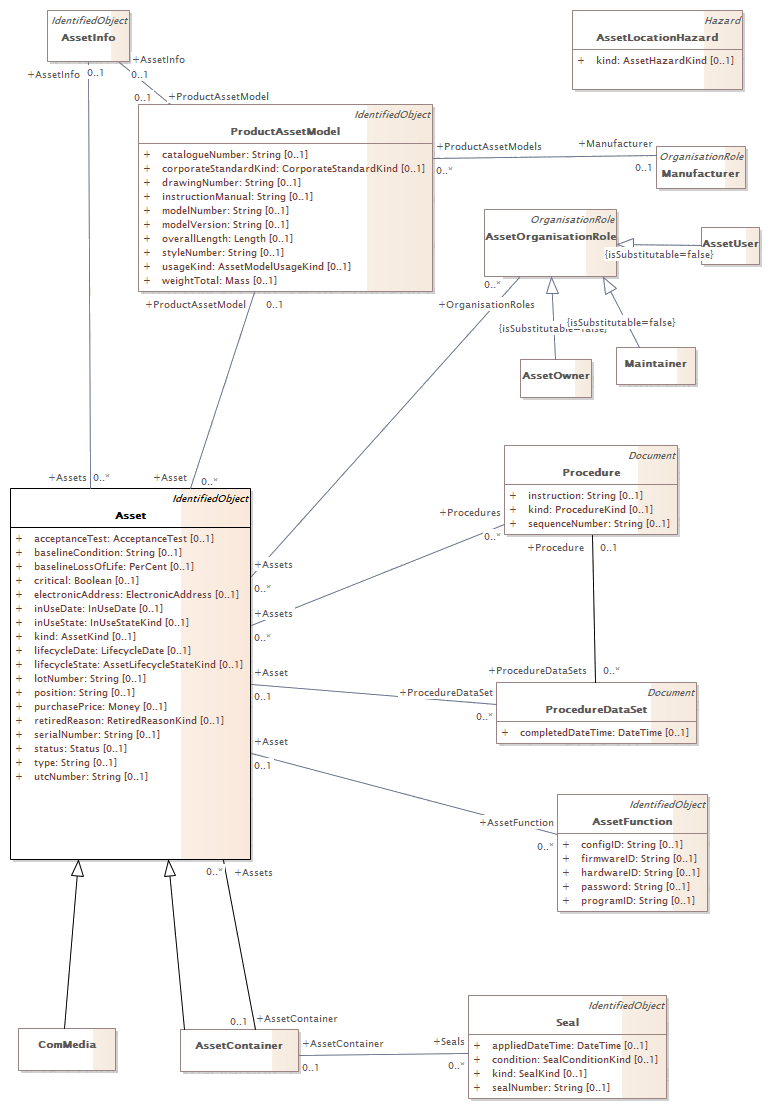 IdentifiedObject
AssetInfo
Hazard
AssetLocationHazard
+ kind: AssetHazardKind [0..1]
+AssetInfo 0..1
+AssetInfo
0..1
0..1 +ProductAssetModel
IdentifiedObject
ProductAssetModel
+ catalogueNumber: String [0..1]
+ corporateStandardKind: CorporateStandardKind [0..1]
+ drawingNumber: String [0..1]
+ instructionManual: String [0..1]
+ modelNumber: String [0..1]
+ modelVersion: String [0..1]
+ overallLength: Length [0..1]
+ styleNumber: String [0..1]
+ usageKind: AssetModelUsageKind [0..1]
+ weightTotal: Mass [0..1]
+ProductAssetModels
0..*
+Manufacturer
0..1
OrganisationRole
Manufacturer
OrganisationRole
AssetOrganisationRole
AssetUser
{isSubstitutable=false}
0..*
+OrganisationRoles
{isSubstitutable=false}
{isSubstitutable=false}
AssetOwner
Maintainer
+ProductAssetModel 0..1
Document
Procedure
+ instruction: String [0..1]
+ kind: ProcedureKind [0..1]
+ sequenceNumber: String [0..1]
+Assets 0..*
+Asset 0..*
IdentifiedObject
Asset
+ acceptanceTest: AcceptanceTest [0..1]
+ baselineCondition: String [0..1]
+ baselineLossOfLife: PerCent [0..1]
+ critical: Boolean [0..1]
+ electronicAddress: ElectronicAddress [0..1]
+ inUseDate: InUseDate [0..1]
+ inUseState: InUseStateKind [0..1]
+ kind: AssetKind [0..1]
+ lifecycleDate: LifecycleDate [0..1]
+ lifecycleState: AssetLifecycleStateKind [0..1]
+ lotNumber: String [0..1]
+ position: String [0..1]
+ purchasePrice: Money [0..1]
+ retiredReason: RetiredReasonKind [0..1]
+ serialNumber: String [0..1]
+ status: Status [0..1]
+ type: String [0..1]
+ utcNumber: String [0..1]
+Procedures
0..*
+Procedure 0..1
+Assets
0..*
+Assets
0..*
+ProcedureDataSets 0..*
+Asset
0..1
+ProcedureDataSet
0..*
Document
ProcedureDataSet
+ completedDateTime: DateTime [0..1]
+Asset
0..1
+AssetFunction
0..*
IdentifiedObject
AssetFunction
+ configID: String [0..1]
+ firmwareID: String [0..1]
+ hardwareID: String [0..1]
+ password: String [0..1]
+ programID: String [0..1]
0..* +Assets
0..1 +AssetContainer
ComMedia
AssetContainer
+AssetContainer
0..1
+Seals
0..*
IdentifiedObject
Seal
+ appliedDateTime: DateTime [0..1]
+ condition: SealConditionKind [0..1]
+ kind: SealKind [0..1]
+ sealNumber: String [0..1]